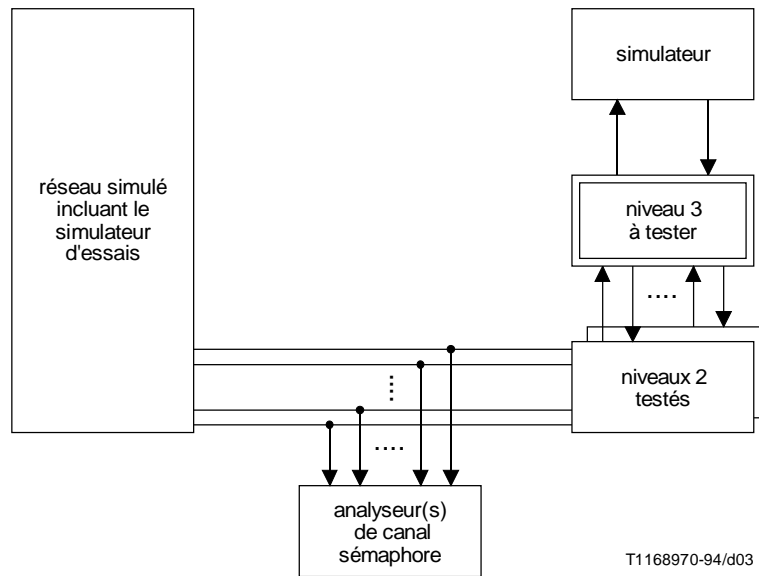 simulateur
réseau simulé
incluant le
simulateur
d'essais
niveau 3
à tester
....
niveaux 2
testés
....
....
analyseur(s)
de canal
sémaphore
T1168970-94/d03